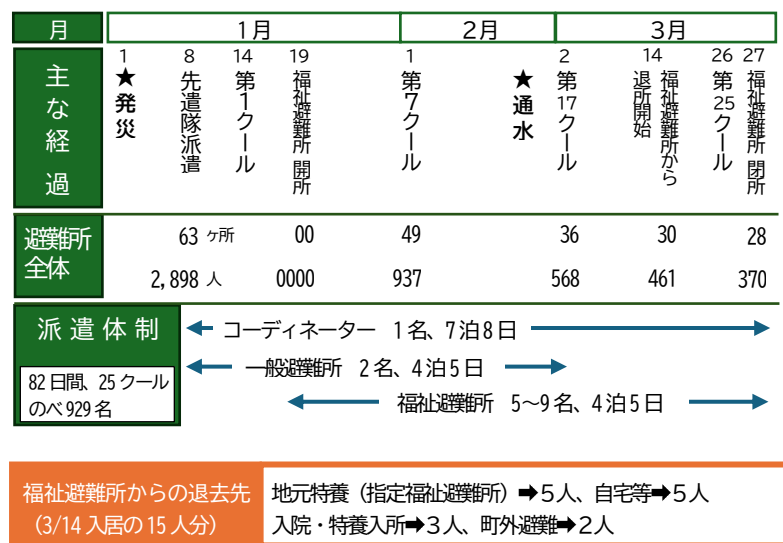 月 1月 2月 3月
主な経過
1 ★発災
8 先遣隊派遣
14 第1クール
19 福祉避難所 開所
1 第7クール
★通水
2 第17クール
14 福祉避難所から退所開始
26 第25クール
27 福祉避難所 閉所
避難所全体
63 ヶ所 00 49 36 30 28
2,898 人 0000 937 568 461 370
派遣体制
82日間、25クール
のべ929名
コーディネーター 1名、7泊8日
一般避難所 2名、4泊5日
福祉避難所 5~9名、4泊5日
福祉避難所からの退去先
(3/14入居の15人分)
地元特養(指定福祉避難所)➡5人、自宅等➡5人
入院・特養入所➡3人、町外避難➡2人